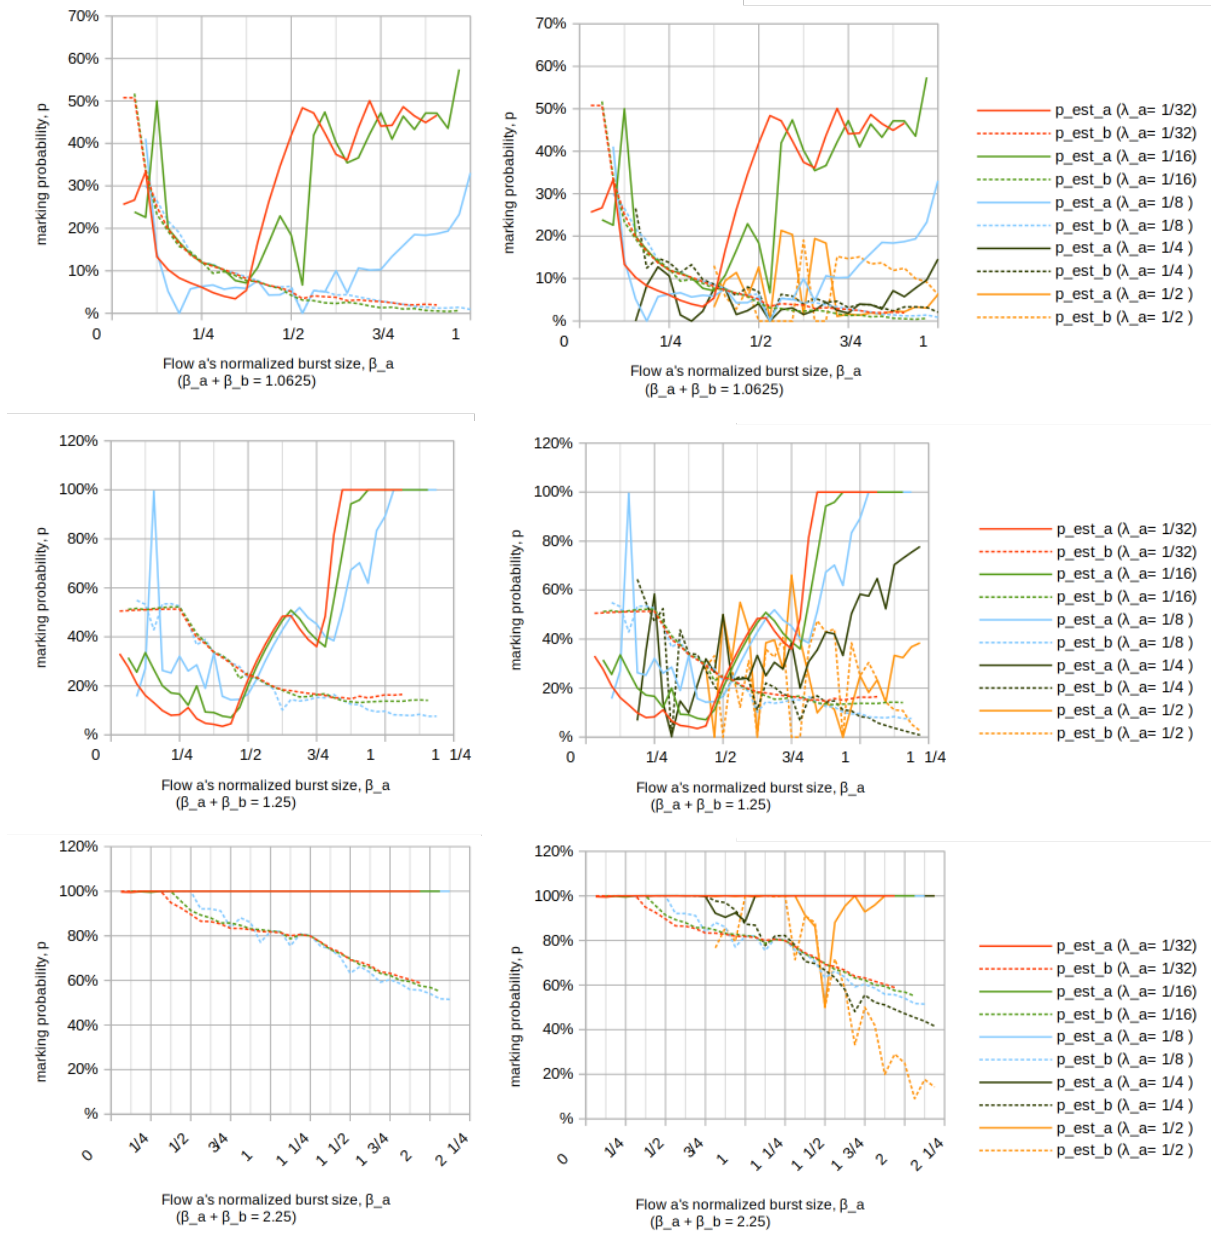 70%
60%
50%
40%
30%
20%
10%
%
marking probability, p
0 1/4 1/2 3/4 1
Flow a's normalized burst size, β_a
(β_a + β_b = 1.0625)
70%
60%
50%
40%
30%
20%
10%
%
marking probability, p
0 1/4 1/2 3/4 1
Flow a's normalized burst size, β_a
(β_a + β_b = 1.0625)
p_est_a (λ_a= 1/32)
p_est_b (λ_a= 1/32)
p_est_a (λ_a= 1/16)
p_est_b (λ_a= 1/16)
p_est_a (λ_a= 1/8 )
p_est_b (λ_a= 1/8 )
p_est_a (λ_a= 1/4 )
p_est_b (λ_a= 1/4 )
p_est_a (λ_a= 1/2 )
p_est_b (λ_a= 1/2 )
120%
100%
80%
60%
40%
20%
%
marking probability, p
0 1/4 1/2 3/4 1 1 1/4
Flow a's normalized burst size, β_a
(β_a + β_b = 1.25)
120%
100%
80%
60%
40%
20%
%
marking probability, p
0 1/4 1/2 3/4 1 1 1/4
Flow a's normalized burst size, β_a
(β_a + β_b = 1.25)
p_est_a (λ_a= 1/32)
p_est_b (λ_a= 1/32)
p_est_a (λ_a= 1/16)
p_est_b (λ_a= 1/16)
p_est_a (λ_a= 1/8 )
p_est_b (λ_a= 1/8 )
p_est_a (λ_a= 1/4 )
p_est_b (λ_a= 1/4 )
p_est_a (λ_a= 1/2 )
p_est_b (λ_a= 1/2 )
120%
100%
80%
60%
40%
20%
%
marking probability, p
0 1/4 1/2 3/4 1 1 1/4 1 1/2 1 3/4 2 2 1/4
Flow a's normalized burst size, β_a
(β_a + β_b = 2.25)
120%
100%
80%
60%
40%
20%
%
marking probability, p
0 1/4 1/2 3/4 1 1 1/4 1 1/2 1 3/4 2 2 1/4
Flow a's normalized burst size, β_a
(β_a + β_b = 2.25)
p_est_a (λ_a= 1/32)
p_est_b (λ_a= 1/32)
p_est_a (λ_a= 1/16)
p_est_b (λ_a= 1/16)
p_est_a (λ_a= 1/8 )
p_est_b (λ_a= 1/8 )
p_est_a (λ_a= 1/4 )
p_est_b (λ_a= 1/4 )
p_est_a (λ_a= 1/2 )
p_est_b (λ_a= 1/2 )